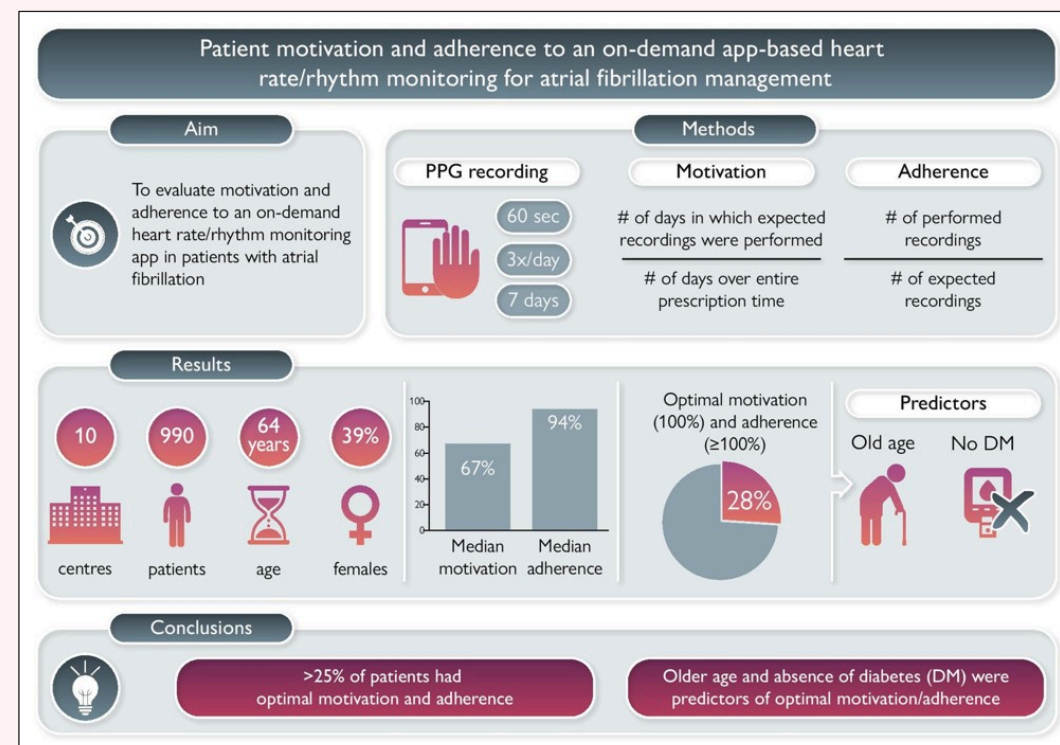 Patient motivation and adherence to an on-demand app-based heart
rate/rhythm monitoring for atrial fibrillation management
Aim
To evaluate motivation and
adherence to an on-demand
heart rate/rhythm monitoring
app in patients with atrial
fibrillation
Methods
PPG recording
60 sec
3x/day
7 days
Motivation
# of days in which expected
recordings were performed
# of days over entire
prescription time
Adherence
# of performed
recordings
# of expected
recordings
Results
10
centres
990
patients
64
years
age
39%
females
100
80
60
40
20
0
67%
94%
Median
motivation
Median
adherence
Optimal motivation
(100%) and adherence
(≥100%)
28%
Predictors
Old age
No DM
Conclusions
>25% of patients had
optimal motivation and adherence
Older age and absence of diabetes (DM) were
predictors of optimal motivation/adherence